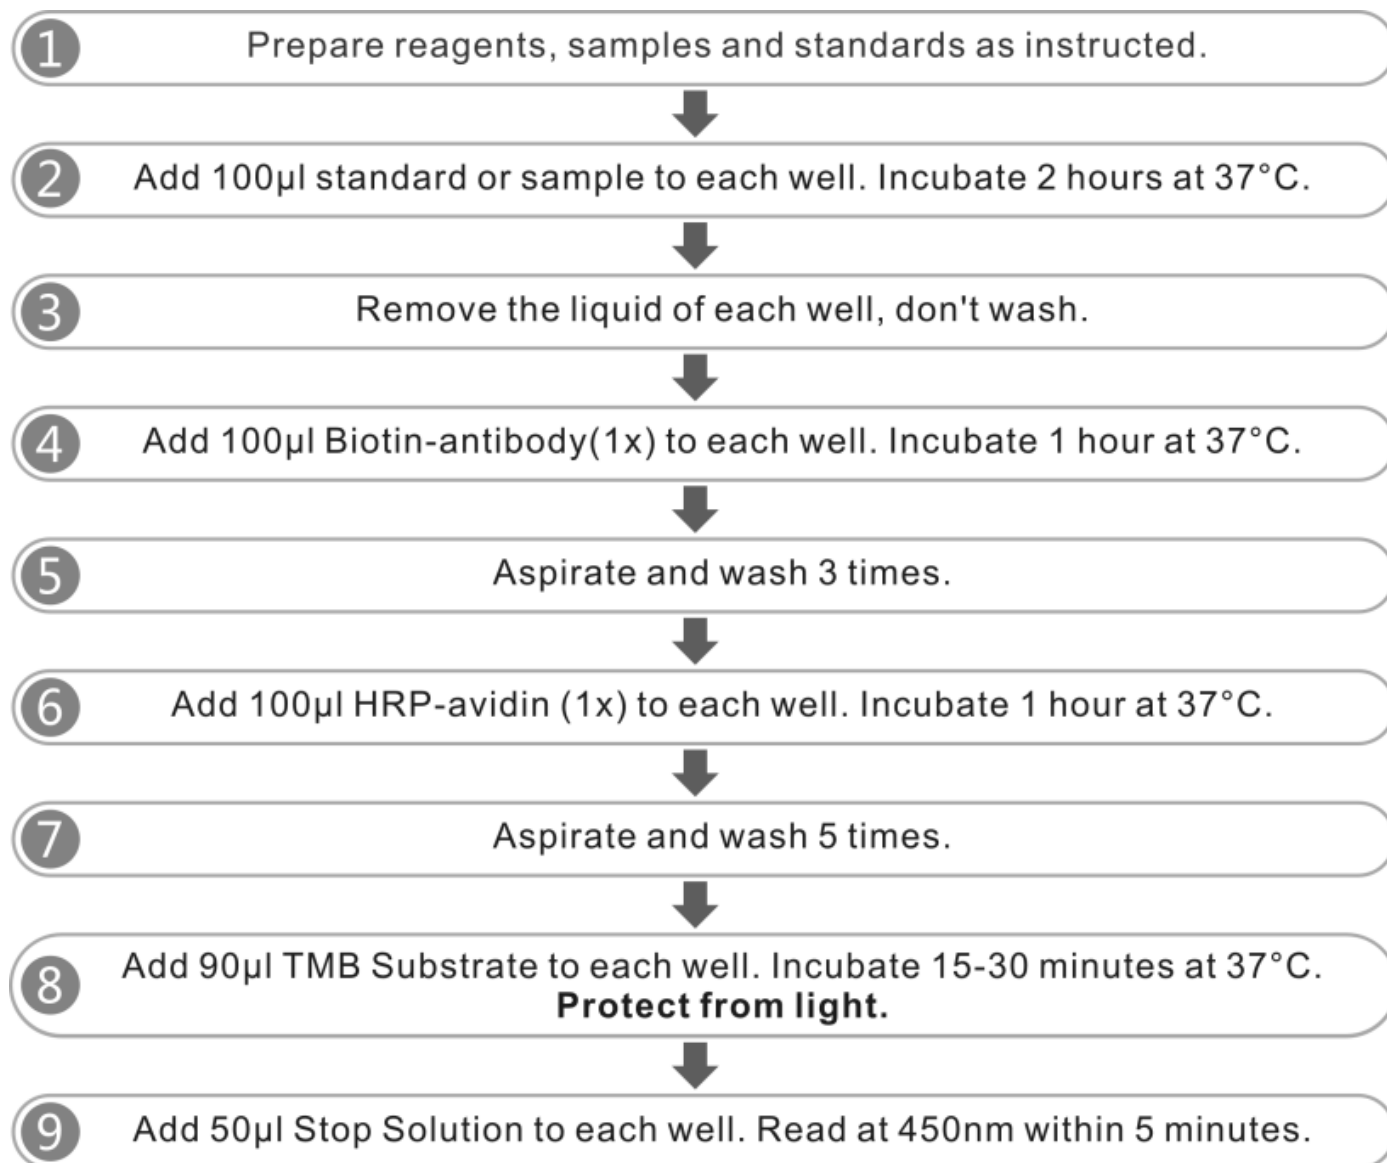 1 Prepare reagents, samples and standards as instructed.
2 Add 100µl standard or sample to each well. Incubate 2 hours at 37°C.
3 Remove the liquid of each well, don't wash.
4 Add 100µl Biotin-antibody(1x) to each well. Incubate 1 hour at 37°C.
5 Aspirate and wash 3 times.
6 Add 100µl HRP-avidin (1x) to each well. Incubate 1 hour at 37°C.
7 Aspirate and wash 5 times.
8 Add 90µl TMB Substrate to each well. Incubate 15-30 minutes at 37°C.
Protect from light.
9 Add 50µl Stop Solution to each well. Read at 450nm within 5 minutes.